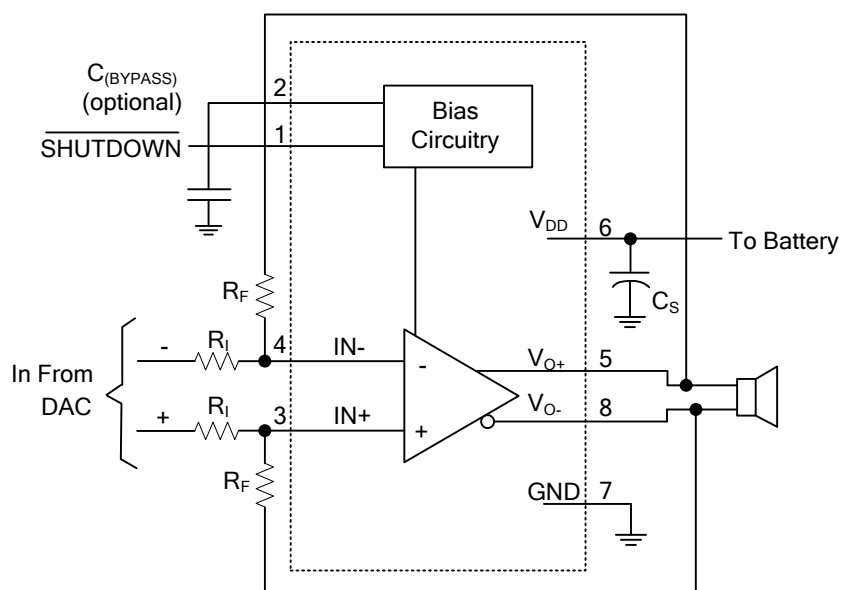 C(BYPASS)
(optional)
2
1
SHUTDOWN
Bias
Circuitry
VDD
6
To Battery
CS
RF
-
RI
4
IN-
-
VO+
5
In From
DAC
+
RI
3
IN+
+
VO-
8
RF
GND
7